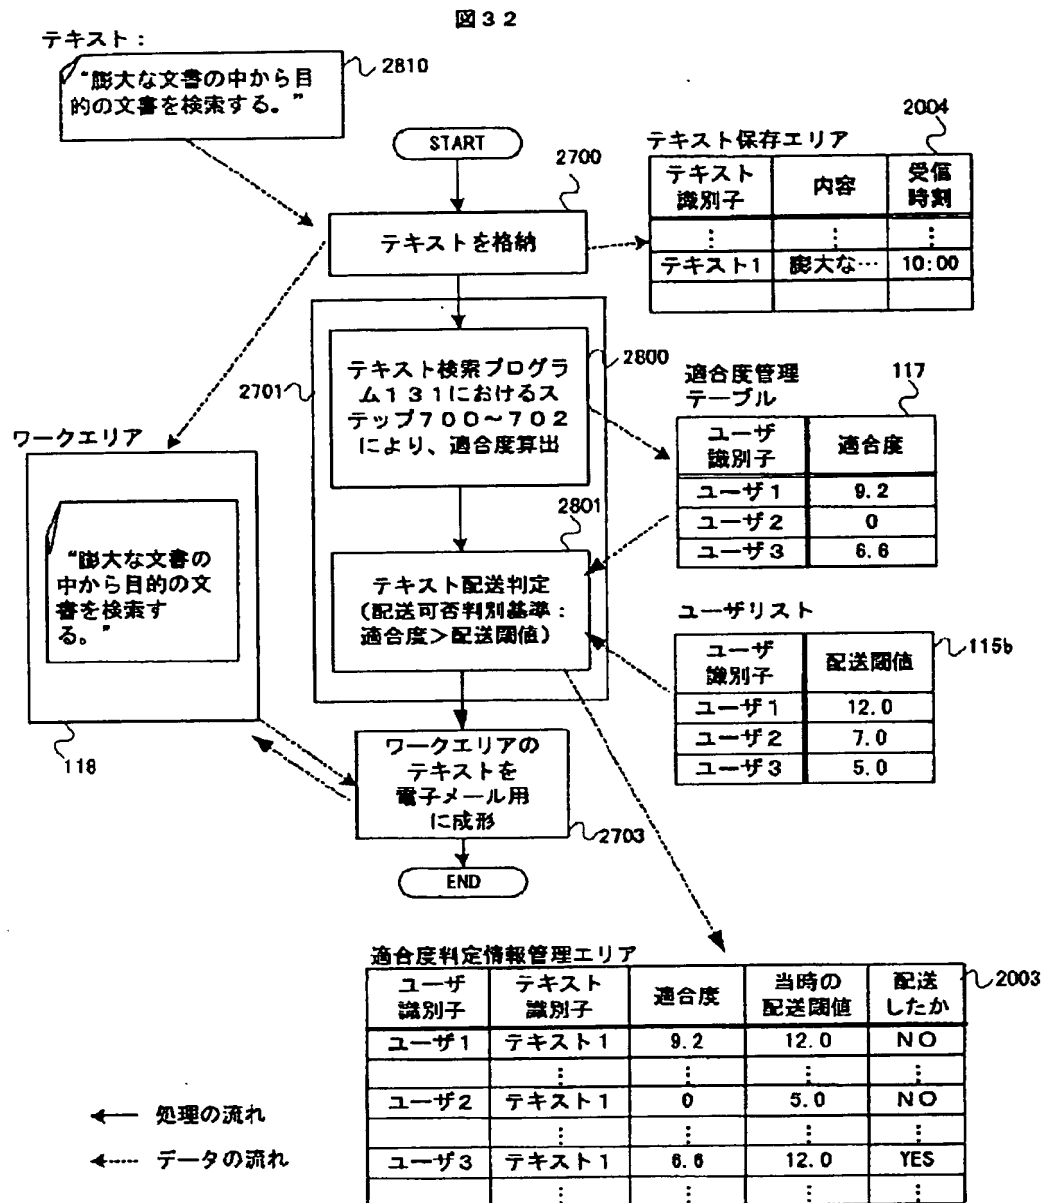 図32
テキスト:
2810
“膨大な文書の中から目
的の文書を検索する。”
START
2700
テキストを格納
2004
テキスト保存エリア
テキスト
識別子
内容
受信
時刻
⋮ ⋮ ⋮
テキスト1 膨大な… 10:00
2701
2800
テキスト検索プログラ
ム131におけるス
テップ700~702
により、適合度算出
117
適合度管理
テーブル
ユーザ
識別子
適合度
ユーザ1 9.2
ユーザ2 0
ユーザ3 6.6
ワークエリア
“膨大な文書の
中から目的の文
書を検索す
る。”
118
2801
テキスト配送判定
(配送可否判別基準:
適合度>配送閾値)
ユーザリスト
115b
ユーザ
識別子
配送閾値
ユーザ1 12.0
ユーザ2 7.0
ユーザ3 5.0
ワークエリアの
テキストを
電子メール用
に成形
2703
END
適合度判定情報管理エリア
2003
ユーザ
識別子
テキスト
識別子
適合度
当時の
配送閾値
配送
したか
ユーザ1 テキスト1 9.2 12.0 NO
⋮ ⋮ ⋮ ⋮
ユーザ2 テキスト1 0 5.0 NO
⋮ ⋮ ⋮ ⋮
ユーザ3 テキスト1 6.6 12.0 YES
⋮ ⋮ ⋮ ⋮
処理の流れ
データの流れ